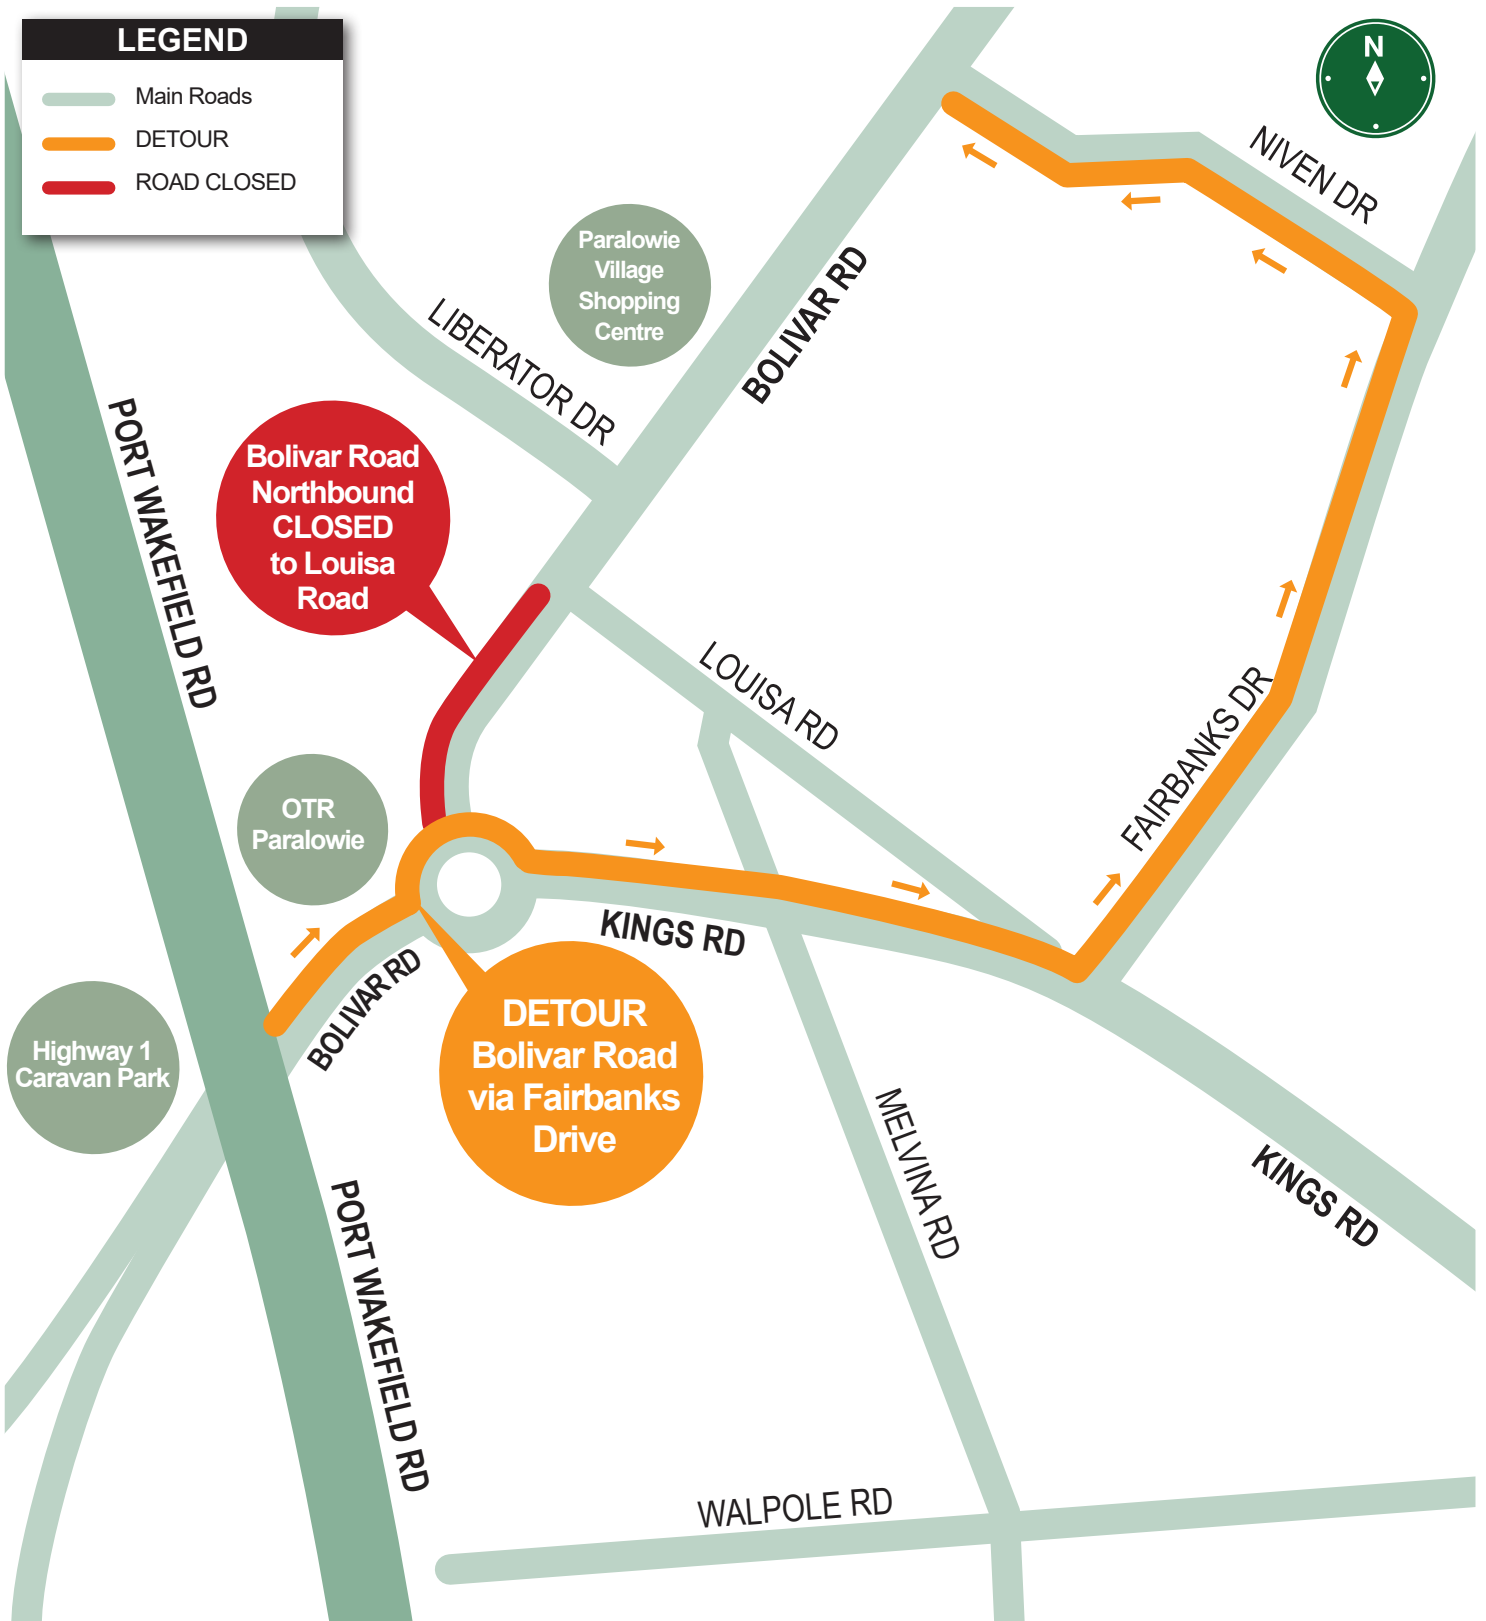 LEGEND
Main Roads
DETOUR
ROAD CLOSED
N
NIVEN DR
Paralowie
Village
Shopping
Centre
BOLIVAR RD
LIBERATOR DR
PORT WAKEFIELD RD
Bolivar Road
Northbound
CLOSED
to Louisa
Road
LOUISA RD
FAIRBANKS DR
OTR
Paralowie
KINGS RD
BOLIVAR RD
Highway 1
Caravan Park
DETOUR
Bolivar Road
via Fairbanks
Drive
MELVINA RD
KINGS RD
PORT WAKEFIELD RD
WALPOLE RD